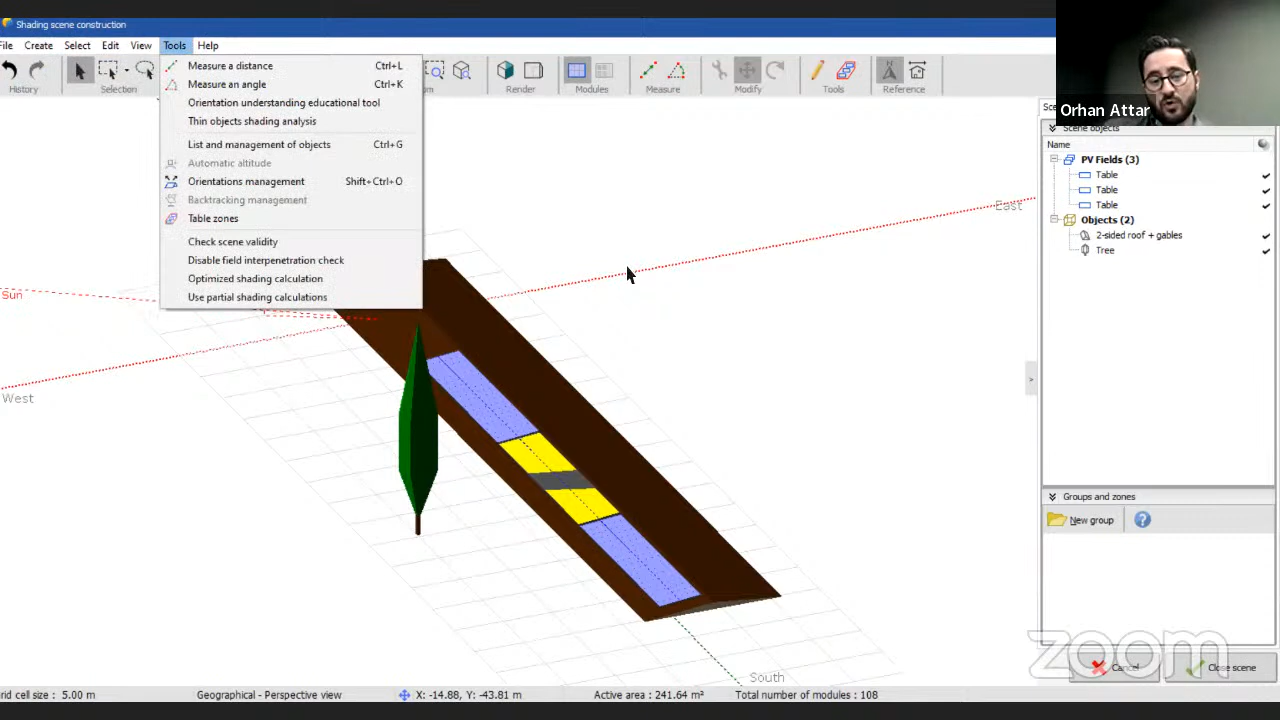 Shading scene construction
File Create Select Edit View Tools Help
Measure a distance Ctrl+L
Measure an angle Ctrl+K
Orientation understanding educational tool
Thin objects shading analysis
List and management of objects Ctrl+G
Automatic altitude
Orientations management Shift+Ctrl+O
Backtracking management
Table zones
Check scene validity
Disable field interpenetration check
Optimized shading calculation
Use partial shading calculations
History Selection Render Modules Measure Modify Tools Reference
Orhan Attar
Scene objects
Name
PV Fields (3)
Table
Table
Table
Objects (2)
2-sided roof + gables
Tree
Groups and zones
New group
East
Sun
West
South
zoom
Cancel Close scene
grid cell size : 5.00 m Geographical - Perspective view X: -14.88, Y: -43.81 m Active area : 241.64 m² Total number of modules : 108